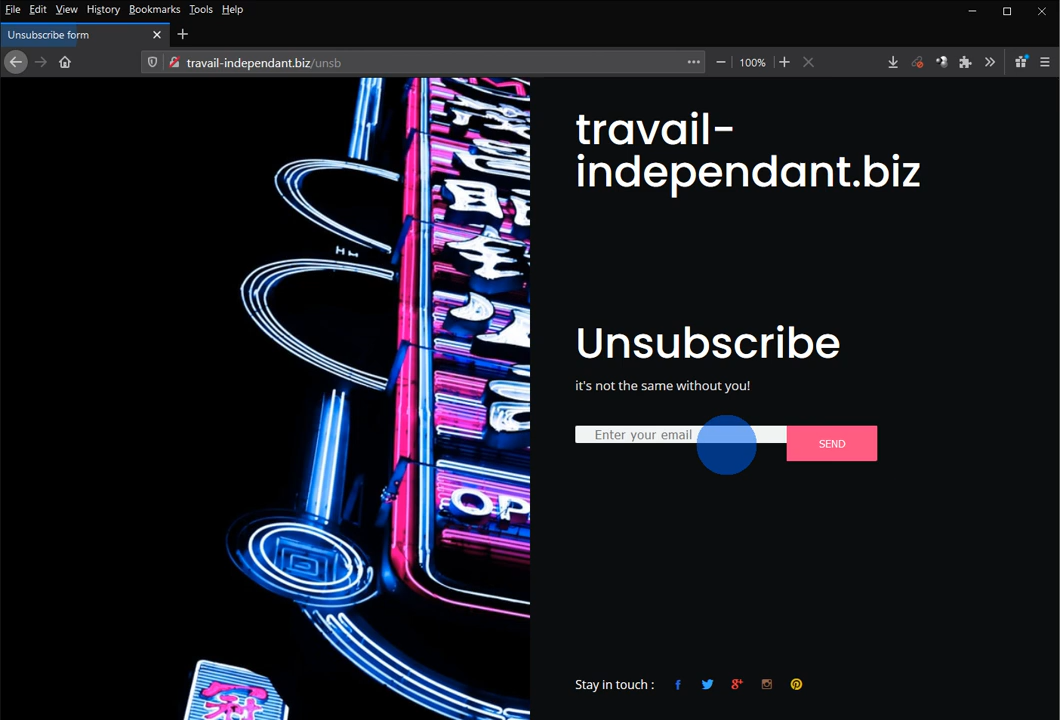 File Edit View History Bookmarks Tools Help
Unsubscribe form
travail-independant.biz/unsb
100%
travail-
independant.biz
Unsubscribe
it's not the same without you!
Enter your email
SEND
OP
Stay in touch :